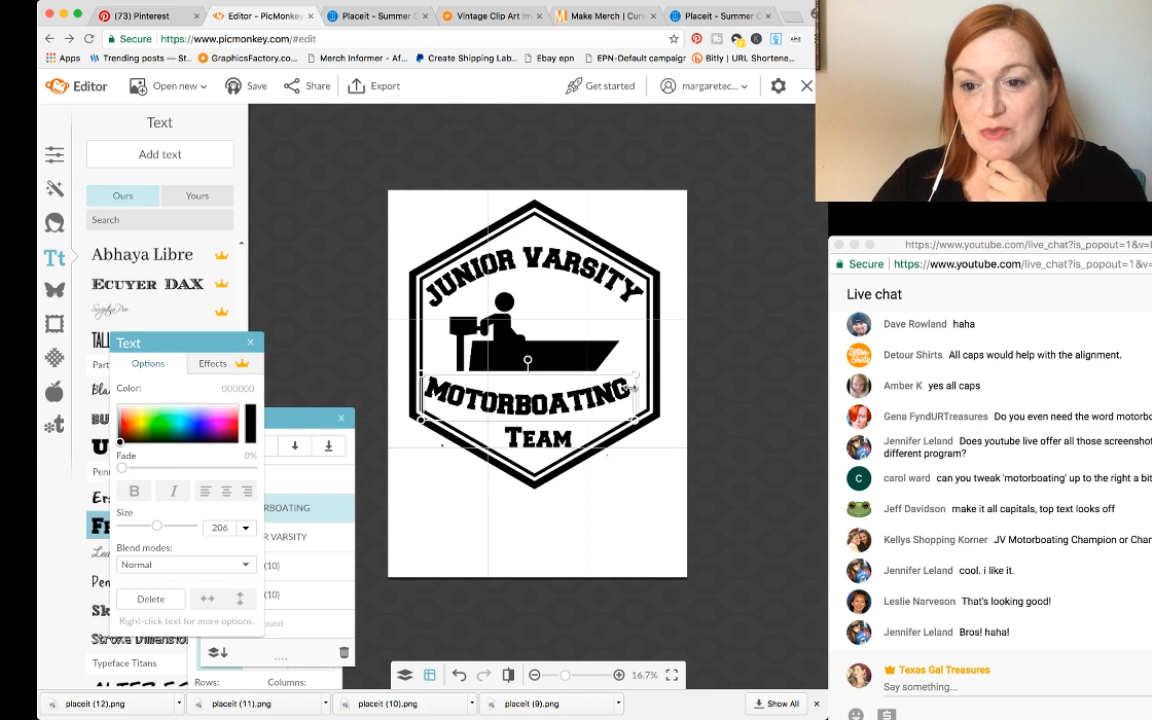 (73) Pinterest
Editor - PicMonkey
Placeit - Summer C
Vintage Clip Art Im
Make Merch | Cur
Placeit - Summer C
Secure
https://www.picmonkey.com/#edit
Apps
Trending posts — St...
GraphicsFactory.co...
Merch Informer - Af...
Create Shipping Lab...
Ebay epn
EPN-Default campaign
Bitly | URL Shortene...
Editor
Open new
Save
Share
Export
Get started
margaretec...
Text
Add text
Ours
Yours
Search
Abhaya Libre
Ecuyer DAX
Text
Options
Effects
Color:
000000
Fade
0%
B
I
Size
206
Blend modes:
Normal
Delete
Right-click text for more options.
Stroke Dimension
Typeface Titans
RBOATING
R VARSITY
(10)
(10)
ound
Rows:
Columns:
JUNIOR VARSITY
MOTORBOATING
TEAM
16.7%
placeit (12).png
placeit (11).png
placeit (10).png
placeit (9).png
Show All
https://www.youtube.com/live_chat?is_popout=1&v=
Secure
https://www.youtube.com/live_chat?is_popout=1&v=
Live chat
Dave Rowland haha
Detour Shirts All caps would help with the alignment.
Amber K yes all caps
Gena FyndURTreasures Do you even need the word motorbo
Jennifer Leland Does youtube live offer all those screenshot
different program?
carol ward can you tweak 'motorboating' up to the right a bit
Jeff Davidson make it all capitals, top text looks off
Kellys Shopping Korner JV Motorboating Champion or Char
Jennifer Leland cool. i like it.
Leslie Narveson That's looking good!
Jennifer Leland Bros! haha!
Texas Gal Treasures
Say something...